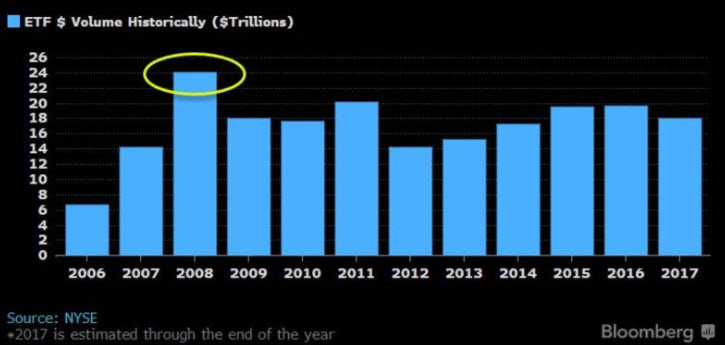 ETF $ Volume Historically ($Trillions)
26
24
22
20
18
16
14
12
10
8
6
4
2
0
2006 2007 2008 2009 2010 2011 2012 2013 2014 2015 2016 2017
Source: NYSE
*2017 is estimated through the end of the year
Bloomberg